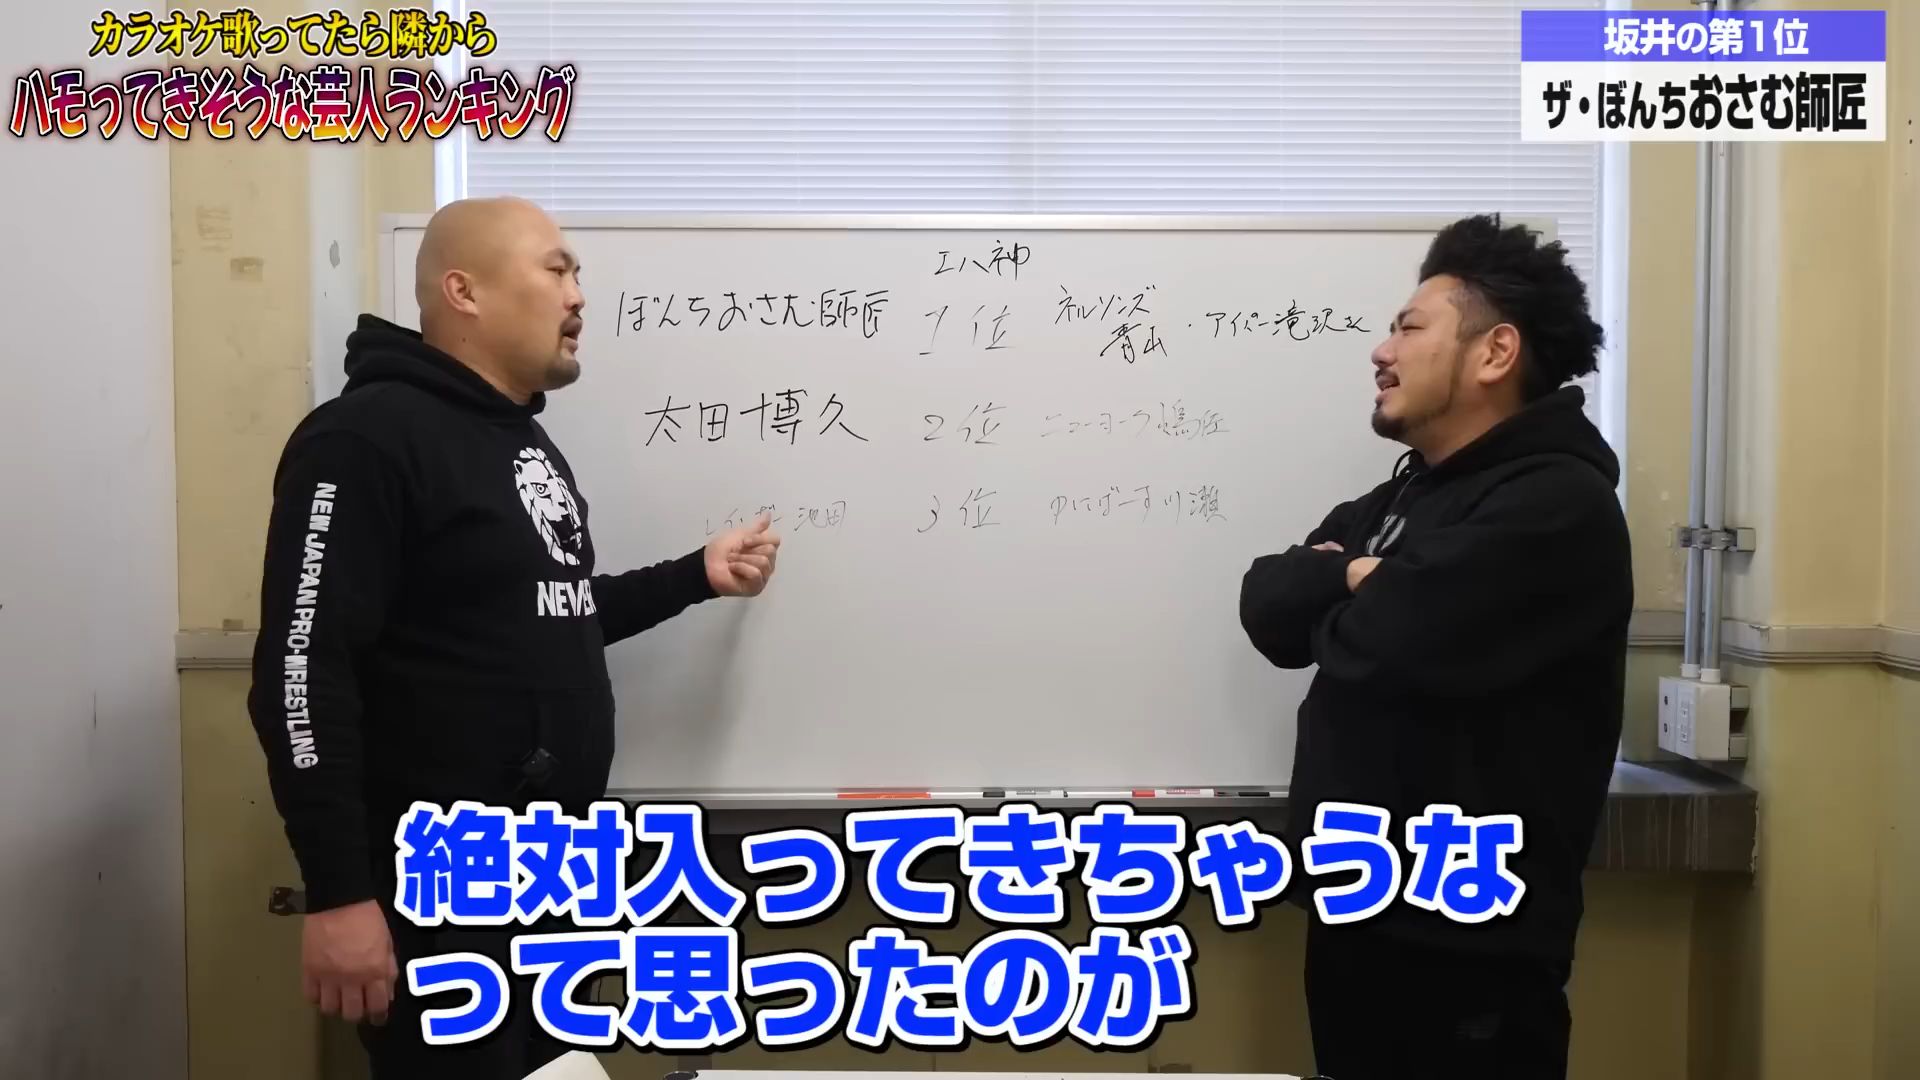 カラオケ歌ってたら隣から
ハモってきそうな芸人ランキング
坂井の第1位
ザ・ぼんちおさむ師匠
エハ神
ぼんちおさむ師匠 1位 ネルソンズ
青山・アイパー滝沢さん
太田博久 2位 ニューヨーク嶋佐
池田 3位 ゆにばーす川瀬
NEW JAPAN PRO-WRESTLING
絶対入ってきちゃうな
って思ったのが